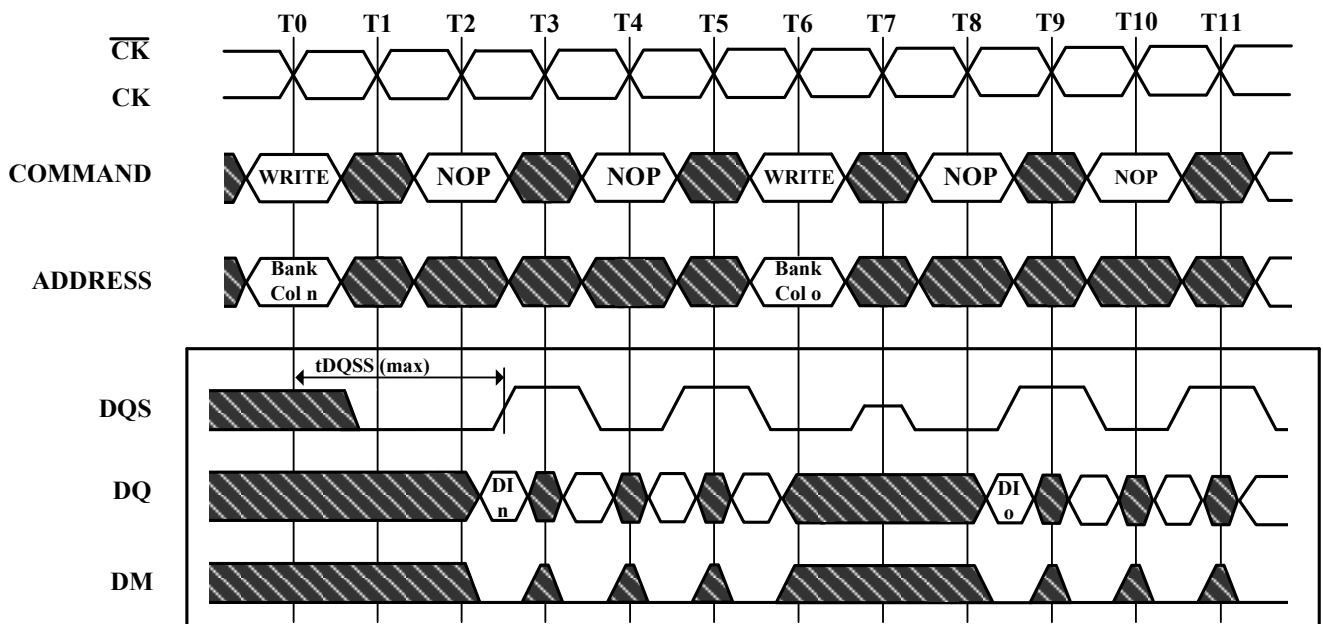 T0 T1 T2 T3 T4 T5 T6 T7 T8 T9 T10 T11
CK
CK
COMMAND WRITE NOP NOP WRITE NOP NOP
ADDRESS Bank Col n Bank Col o
tDQSS (max)
DQS
DQ DI n DI o
DM